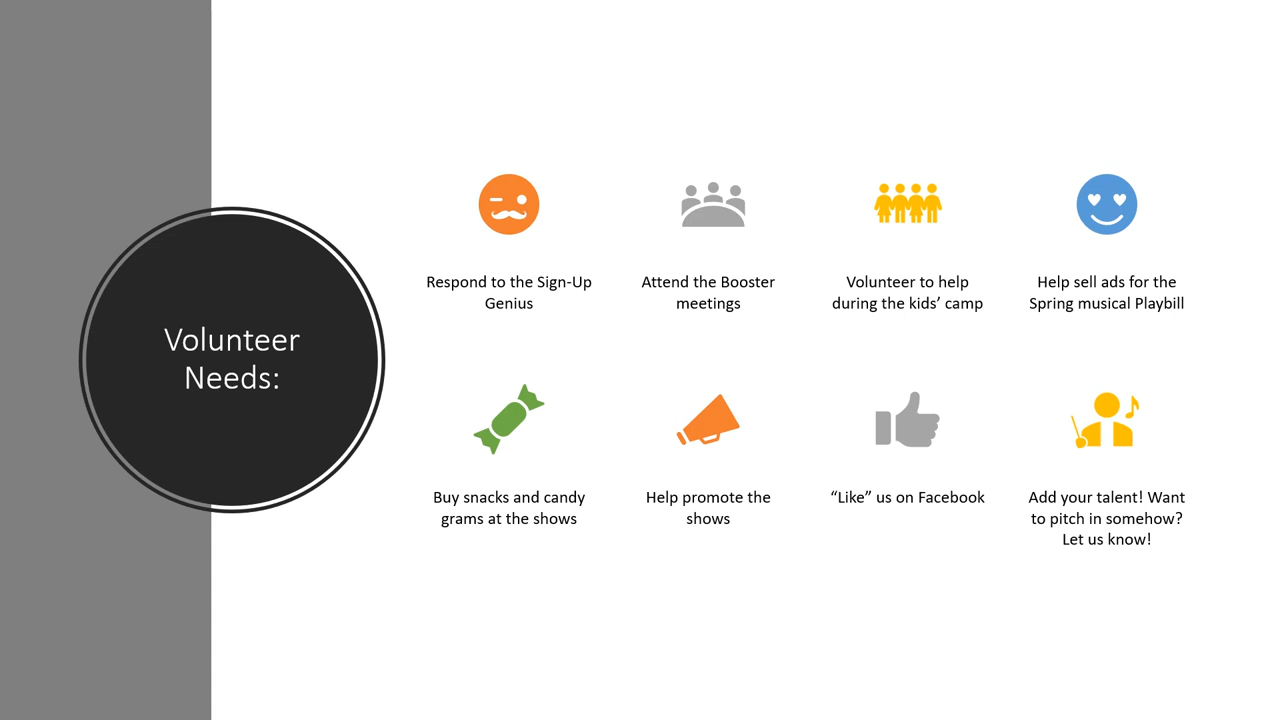 Volunteer
Needs:
Respond to the Sign-Up
Genius
Attend the Booster
meetings
Volunteer to help
during the kids’ camp
Help sell ads for the
Spring musical Playbill
Buy snacks and candy
grams at the shows
Help promote the
shows
“Like” us on Facebook
Add your talent! Want
to pitch in somehow?
Let us know!